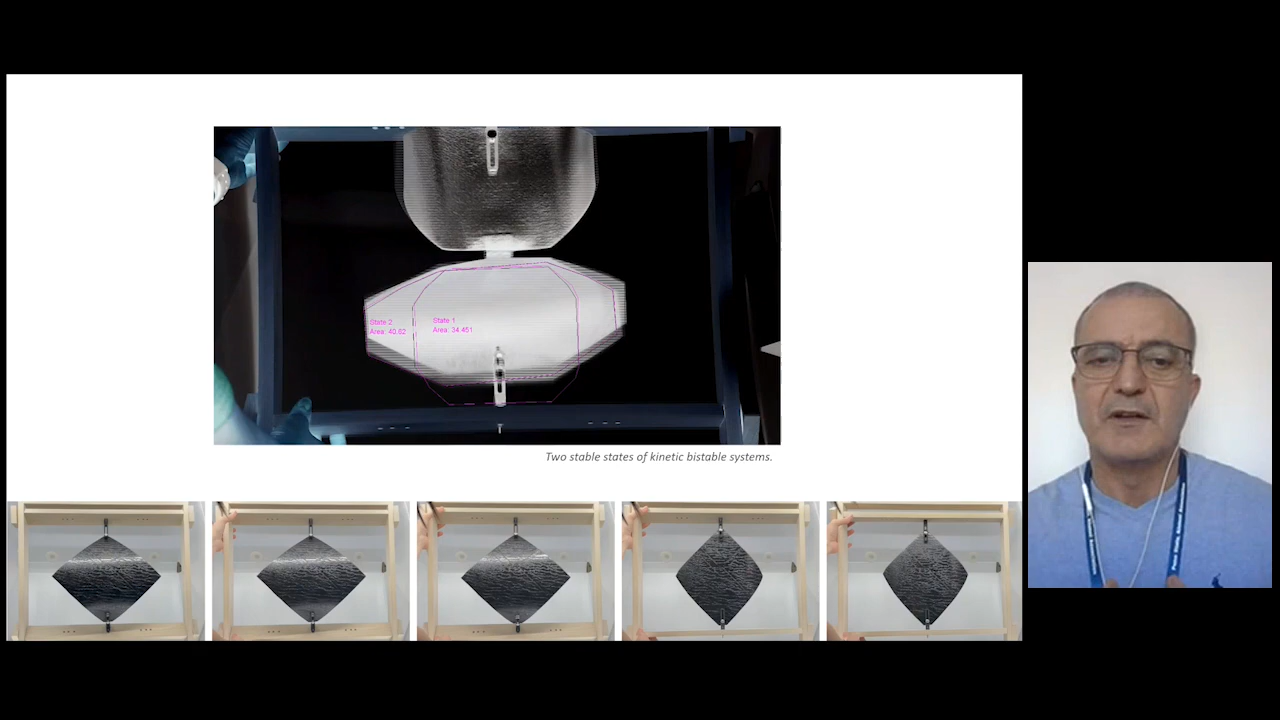 State 2
Area: 40.62
State 1
Area: 34.451
Two stable states of kinetic bistable systems.